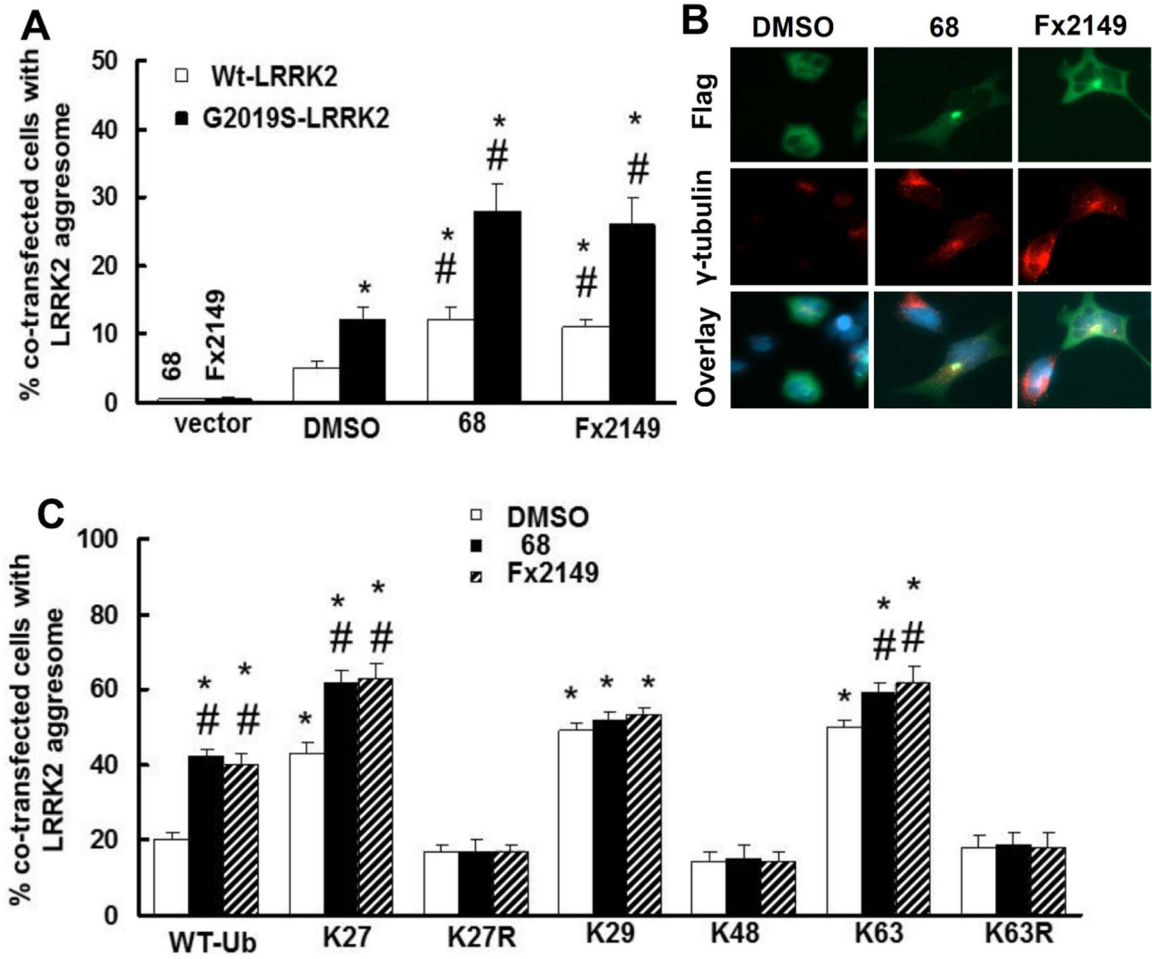 A
% co-transfected cells with
LRRK2 aggresome
50
40
30
20
10
0
Wt-LRRK2
G2019S-LRRK2
*
#
*
#
*
*
#
*
#
68
Fx2149
vector
DMSO
68
Fx2149
B
DMSO
68
Fx2149
Flag
γ-tubulin
Overlay
C
% co-transfected cells with
LRRK2 aggresome
100
80
60
40
20
0
DMSO
68
Fx2149
* *
# #
* * *
# #
* * *
* * *
# #
WT-Ub
K27
K27R
K29
K48
K63
K63R